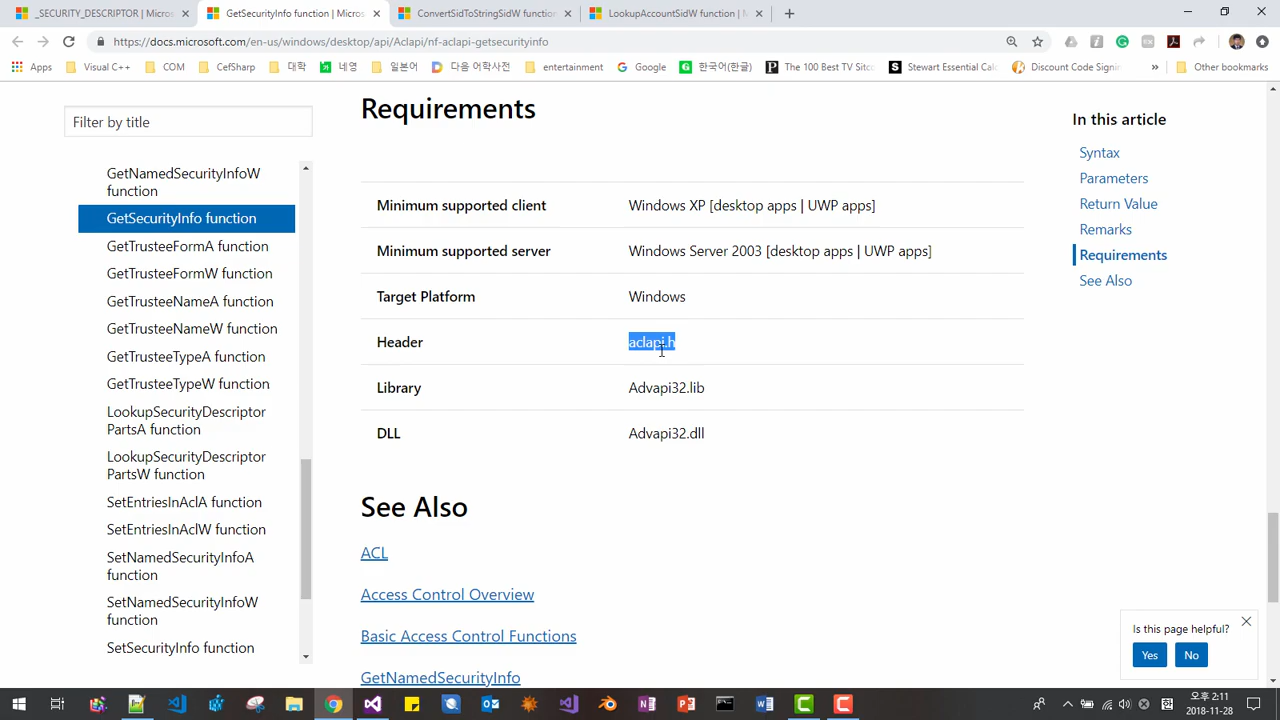 _SECURITY_DESCRIPTOR | Micros
GetSecurityInfo function | Micros
ConvertSidToStringSidW function
LookupAccountSidW function | M
https://docs.microsoft.com/en-us/windows/desktop/api/Aclapi/nf-aclapi-getsecurityinfo
Apps
Visual C++
COM
CefSharp
대학
네영
일본어
다음 어학사전
entertainment
Google
한국어(한글)
The 100 Best TV Sitco
Stewart Essential Calc
Discount Code Signin
»
Other bookmarks
Filter by title
GetNamedSecurityInfoW
function
GetSecurityInfo function
GetTrusteeFormA function
GetTrusteeFormW function
GetTrusteeNameA function
GetTrusteeNameW function
GetTrusteeTypeA function
GetTrusteeTypeW function
LookupSecurityDescriptor
PartsA function
LookupSecurityDescriptor
PartsW function
SetEntriesInAclA function
SetEntriesInAclW function
SetNamedSecurityInfoA
function
SetNamedSecurityInfoW
function
SetSecurityInfo function
Requirements
Minimum supported client Windows XP [desktop apps | UWP apps]
Minimum supported server Windows Server 2003 [desktop apps | UWP apps]
Target Platform Windows
Header aclapi.h
Library Advapi32.lib
DLL Advapi32.dll
See Also
ACL
Access Control Overview
Basic Access Control Functions
GetNamedSecurityInfo
In this article
Syntax
Parameters
Return Value
Remarks
Requirements
See Also
Is this page helpful?
Yes
No
오후 2:11
2018-11-28